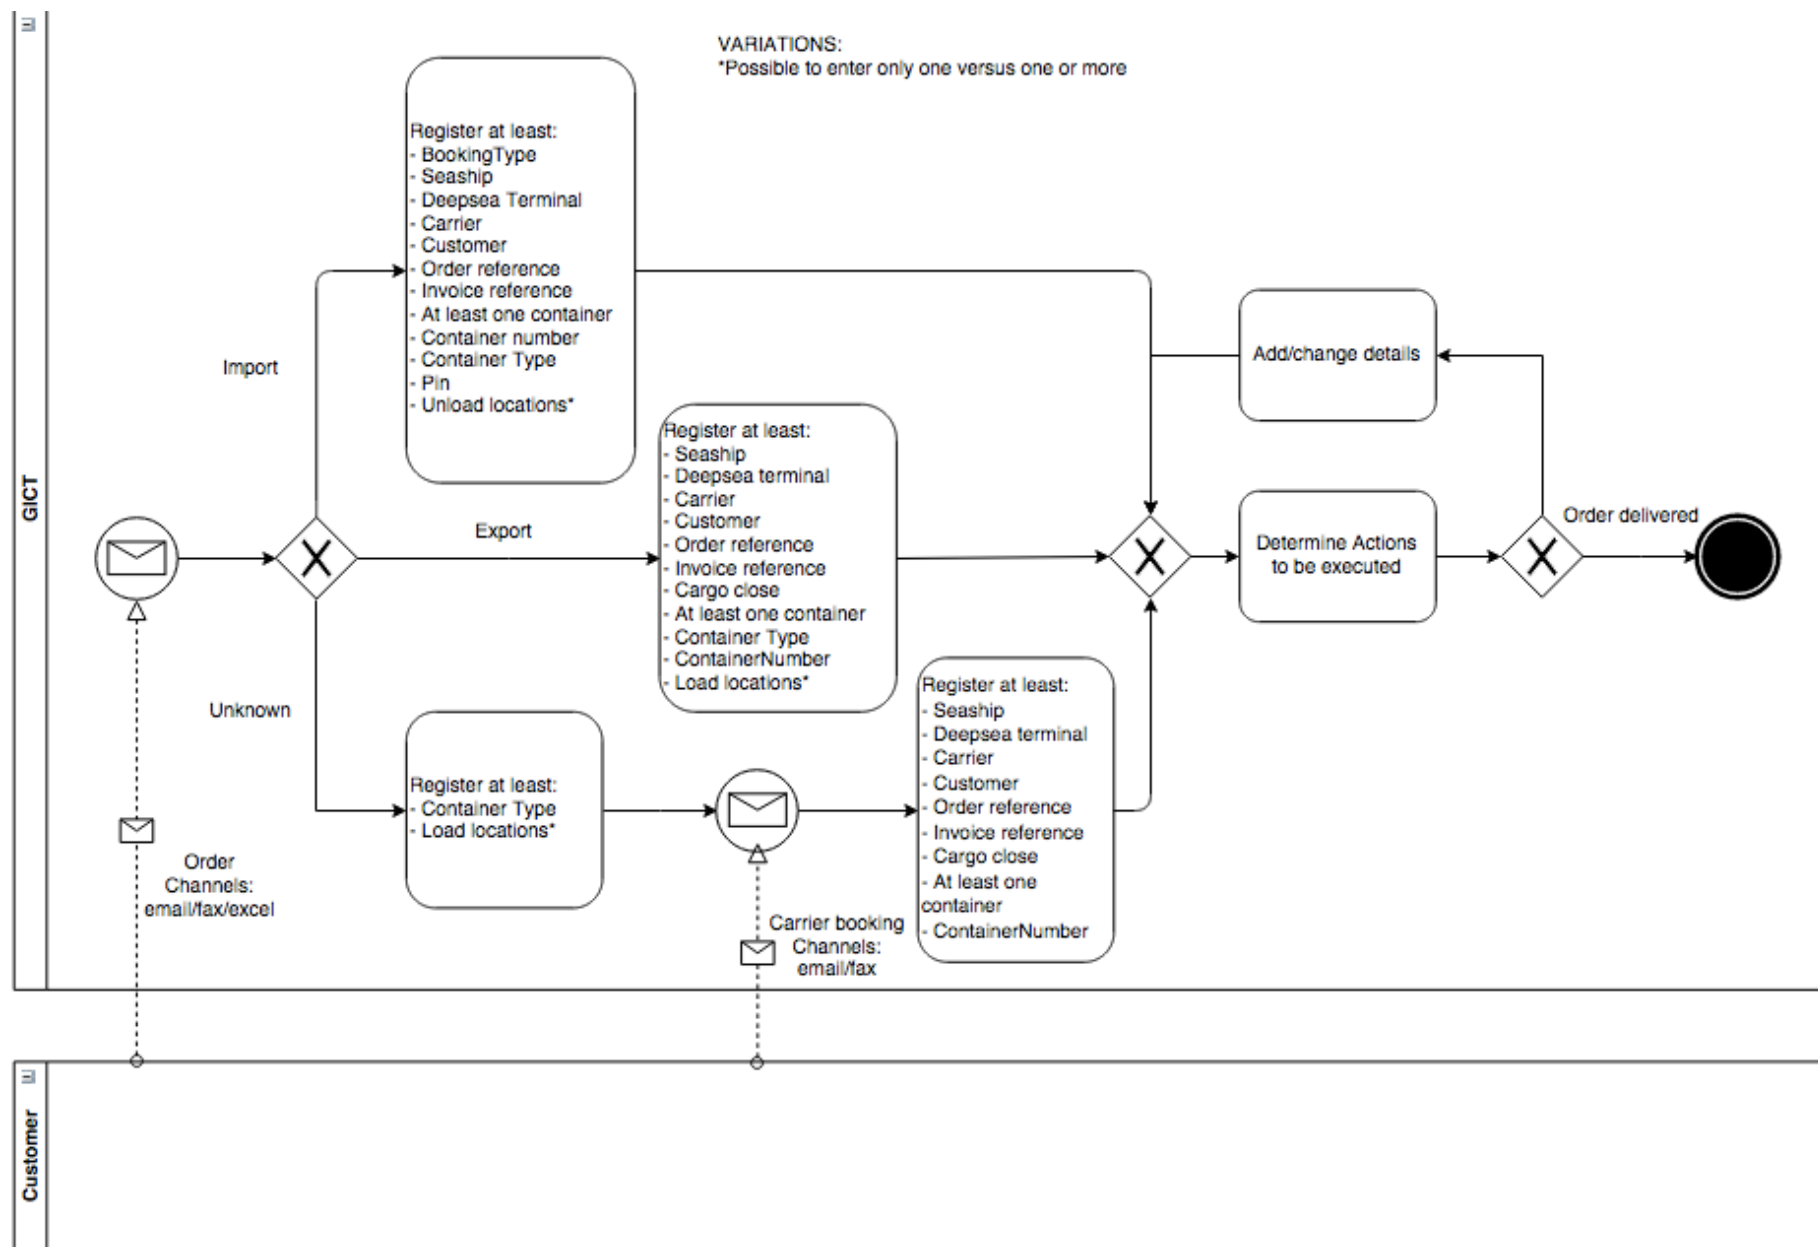 VARIATIONS:
*Possible to enter only one versus one or more
Register at least:
- BookingType
- Seaship
- Deepsea Terminal
- Carrier
- Customer
- Order reference
- Invoice reference
- At least one container
- Container number
- Container Type
- Pin
- Unload locations*
Import
Add/change details
Register at least:
- Seaship
- Deepsea terminal
- Carrier
- Customer
- Order reference
- Invoice reference
- Cargo close
- At least one container
- Container Type
- ContainerNumber
- Load locations*
Export
GICT
Determine Actions
to be executed
Order delivered
Unknown
Register at least:
- Container Type
- Load locations*
Register at least:
- Seaship
- Deepsea terminal
- Carrier
- Customer
- Order reference
- Invoice reference
- Cargo close
- At least one
container
- ContainerNumber
Order
Channels:
email/fax/excel
Carrier booking
Channels:
email/fax
Customer